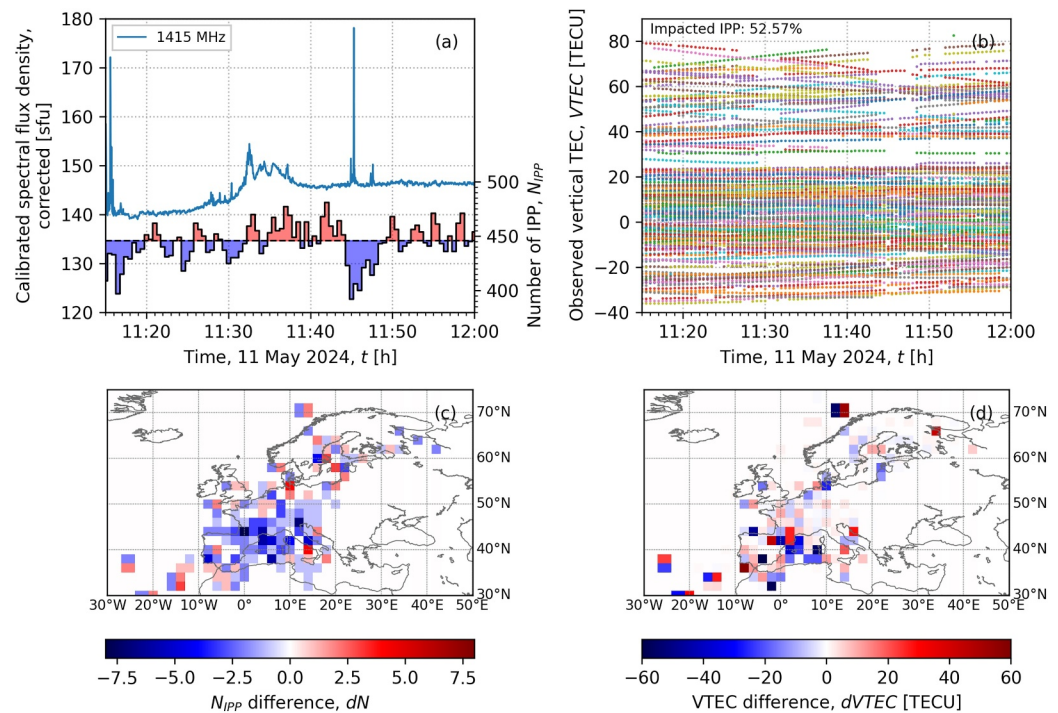 180
170
160
150
140
130
120
Calibrated spectral flux density,
corrected [sfu]
1415 MHz
(a)
500
450
400
Number of IPP, N_IPP
11:20 11:30 11:40 11:50 12:00
Time, 11 May 2024, t [h]
Impacted IPP: 52.57%
(b)
80
60
40
20
0
−20
−40
Observed vertical TEC, VTEC [TECU]
11:20 11:30 11:40 11:50 12:00
Time, 11 May 2024, t [h]
(c)
70°N
60°N
50°N
40°N
30°N
30°W 20°W 10°W 0° 10°E 20°E 30°E 40°E 50°E
−7.5 −5.0 −2.5 0.0 2.5 5.0 7.5
N_IPP difference, dN
(d)
70°N
60°N
50°N
40°N
30°N
30°W 20°W 10°W 0° 10°E 20°E 30°E 40°E 50°E
−60 −40 −20 0 20 40 60
VTEC difference, dVTEC [TECU]